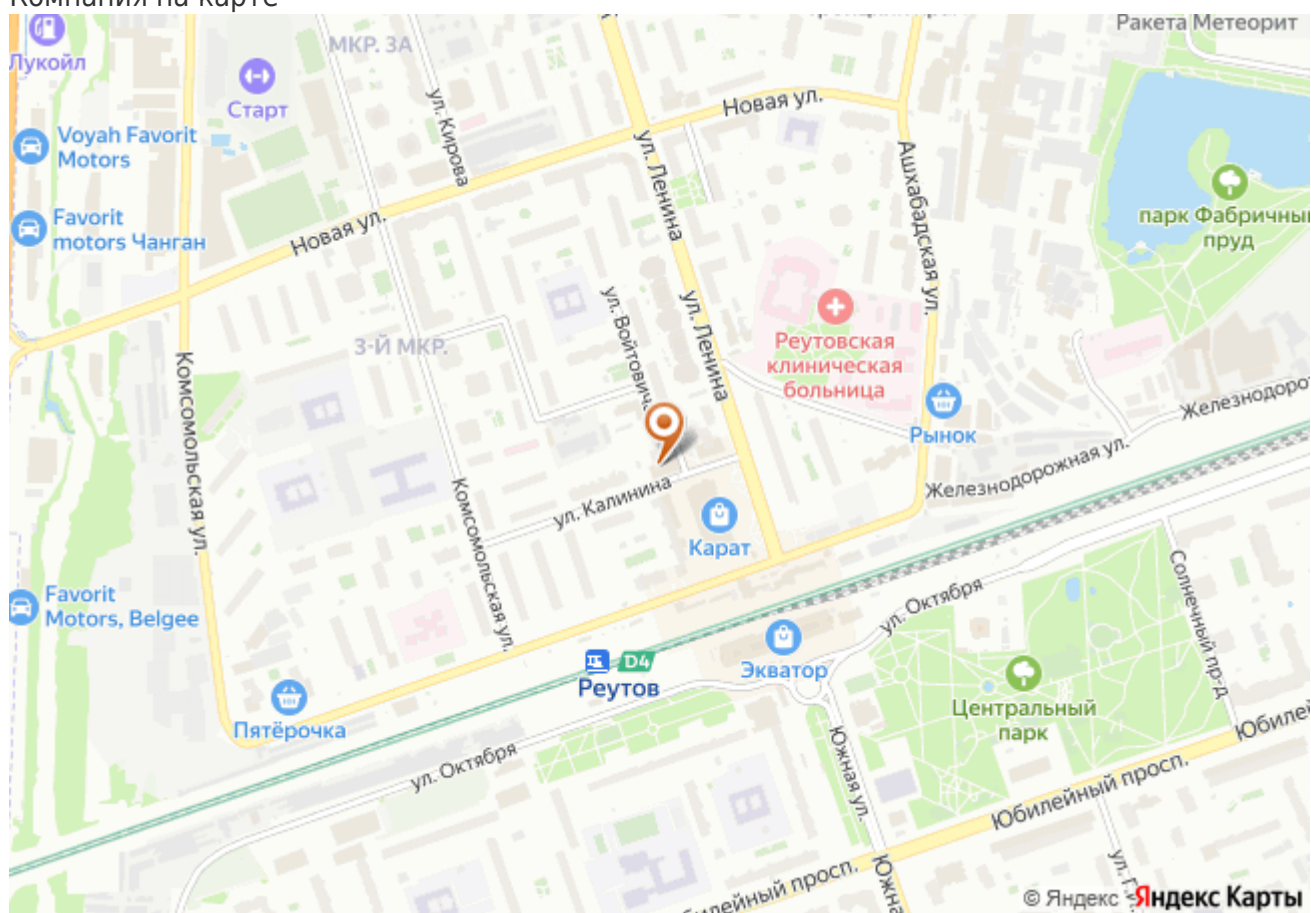 Компания на карте
Ракета Метеорит
Лукойл
МКР. 3А
Старт
ул. Кирова
Новая ул.
Voyah Favorit
Motors
ул. Ленина
Ашхабадская ул.
парк Фабричны
пруд
Favorit
motors Чанган
Новая ул.
ул. Войтовича
ул. Ленина
Реутовская
клиническая
больница
3-Й МКР.
Комсомольская ул.
Рынок
Железнодоро
Железнодорожная ул.
ул. Калинина
Комсомольская ул.
Карат
Солнечный пр-д
Favorit
Motors, Belgee
ул. Октября
Экватор
D4
Реутов
Центральный
парк
Пятёрочка
Юбилей
ул. Октября
Южная ул.
Юбилейный просп.
билейный просп.
Южна
© Яндекс Яндекс Карты